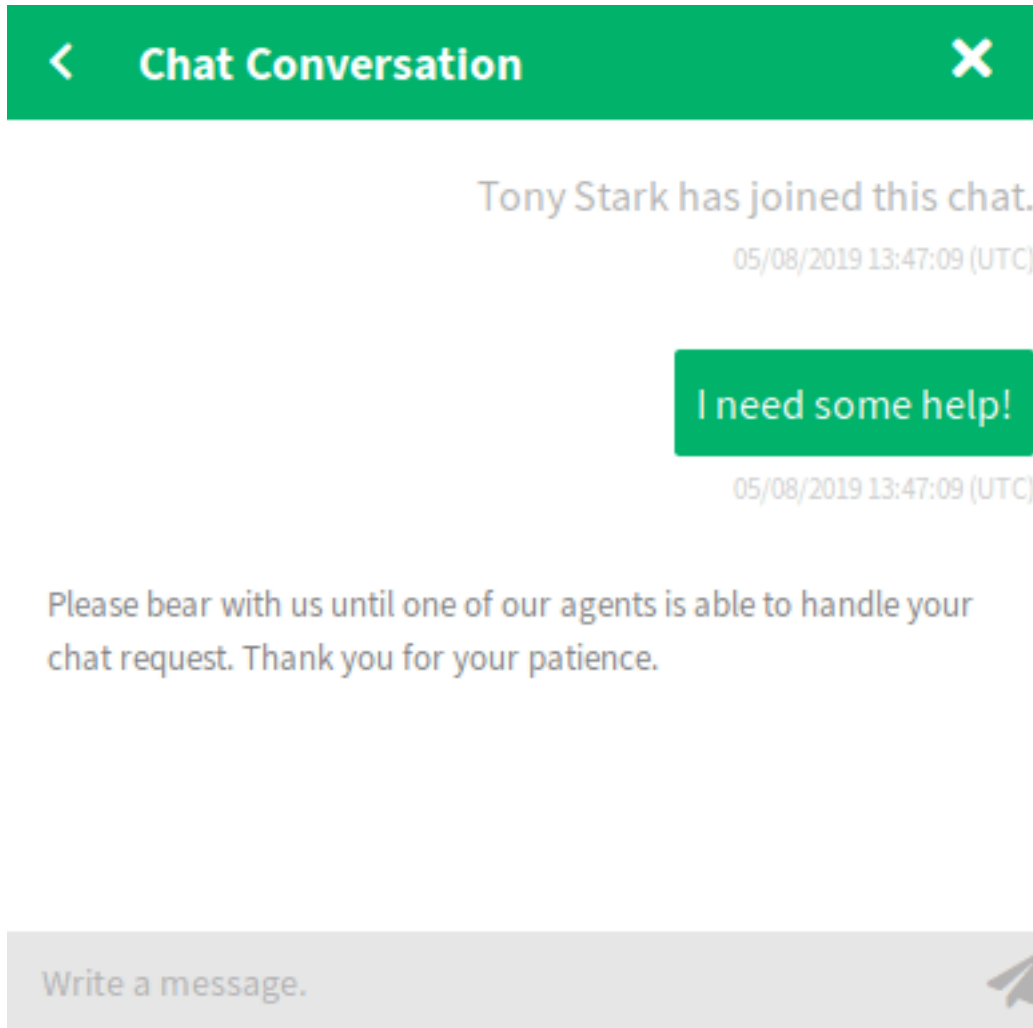 Chat Conversation
Tony Stark has joined this chat.
05/08/2019 13:47:09 (UTC)
I need some help!
05/08/2019 13:47:09 (UTC)
Please bear with us until one of our agents is able to handle your
chat request. Thank you for your patience.
Write a message.